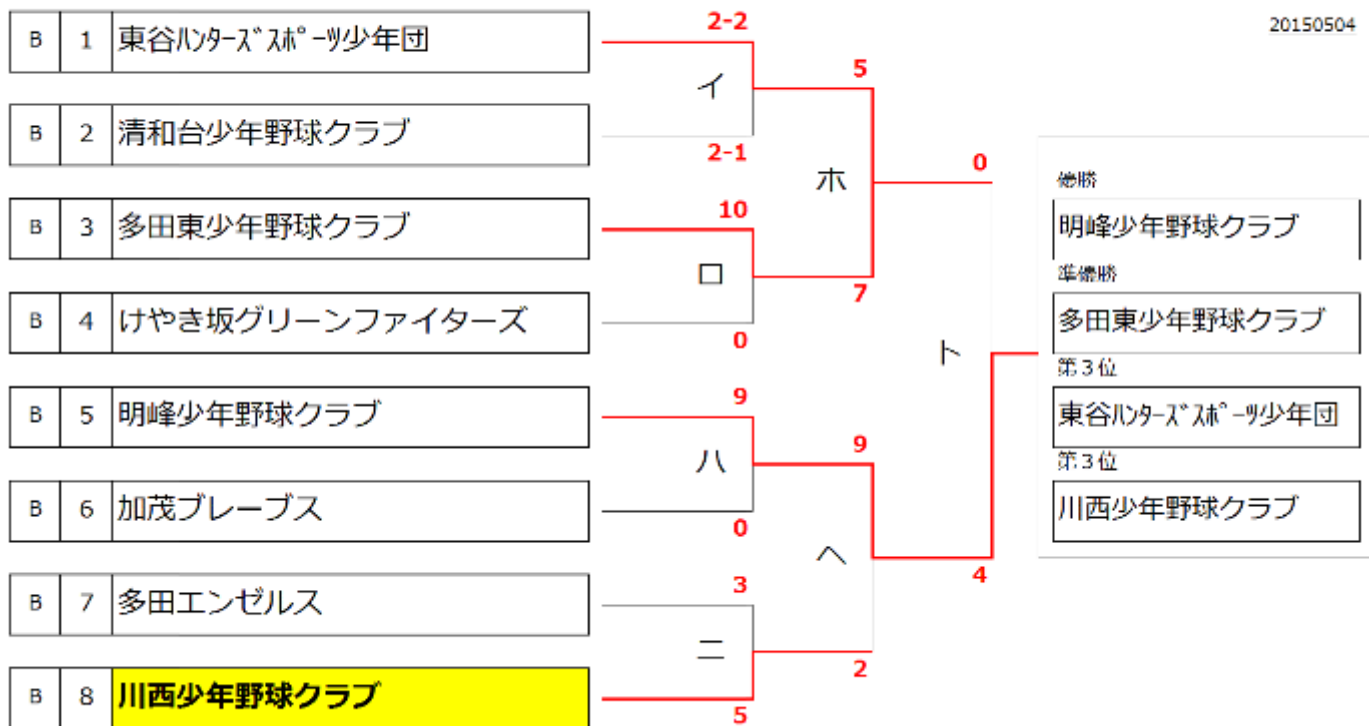 20150504
B 1 東谷ﾊﾝﾀｰｽﾞｽﾎﾟｰﾂ少年団
B 2 清和台少年野球クラブ
B 3 多田東少年野球クラブ
B 4 けやき坂グリーンファイターズ
B 5 明峰少年野球クラブ
B 6 加茂ブレーブス
B 7 多田エンゼルス
B 8 川西少年野球クラブ
2-2
イ
2-1
10
ロ
0
9
ハ
0
3
ニ
5
5
ホ
7
9
ヘ
2
0
ト
4
優勝
明峰少年野球クラブ
準優勝
多田東少年野球クラブ
第３位
東谷ﾊﾝﾀｰｽﾞｽﾎﾟｰﾂ少年団
第３位
川西少年野球クラブ